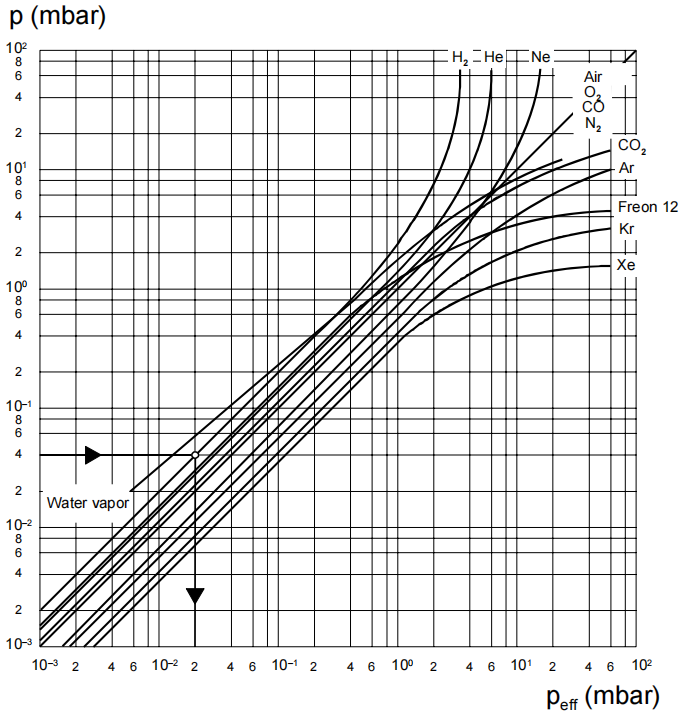 p (mbar)
10²
8
6
4
2
10¹
8
6
4
2
10⁰
8
6
4
2
10⁻¹
8
6
4
2
10⁻²
8
6
4
2
10⁻³
H₂
He
Ne
Air
O₂
CO
N₂
CO₂
Ar
Freon 12
Kr
Xe
Water vapor
10⁻³ 2 4 6 10⁻² 2 4 6 10⁻¹ 2 4 6 10⁰ 2 4 6 10¹ 2 4 6 10²
pₑff (mbar)